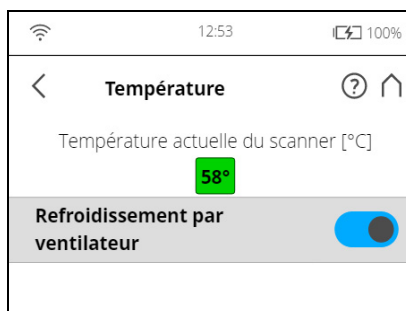 12:53
100%
Température
Température actuelle du scanner [°C]
58°
Refroidissement par
ventilateur